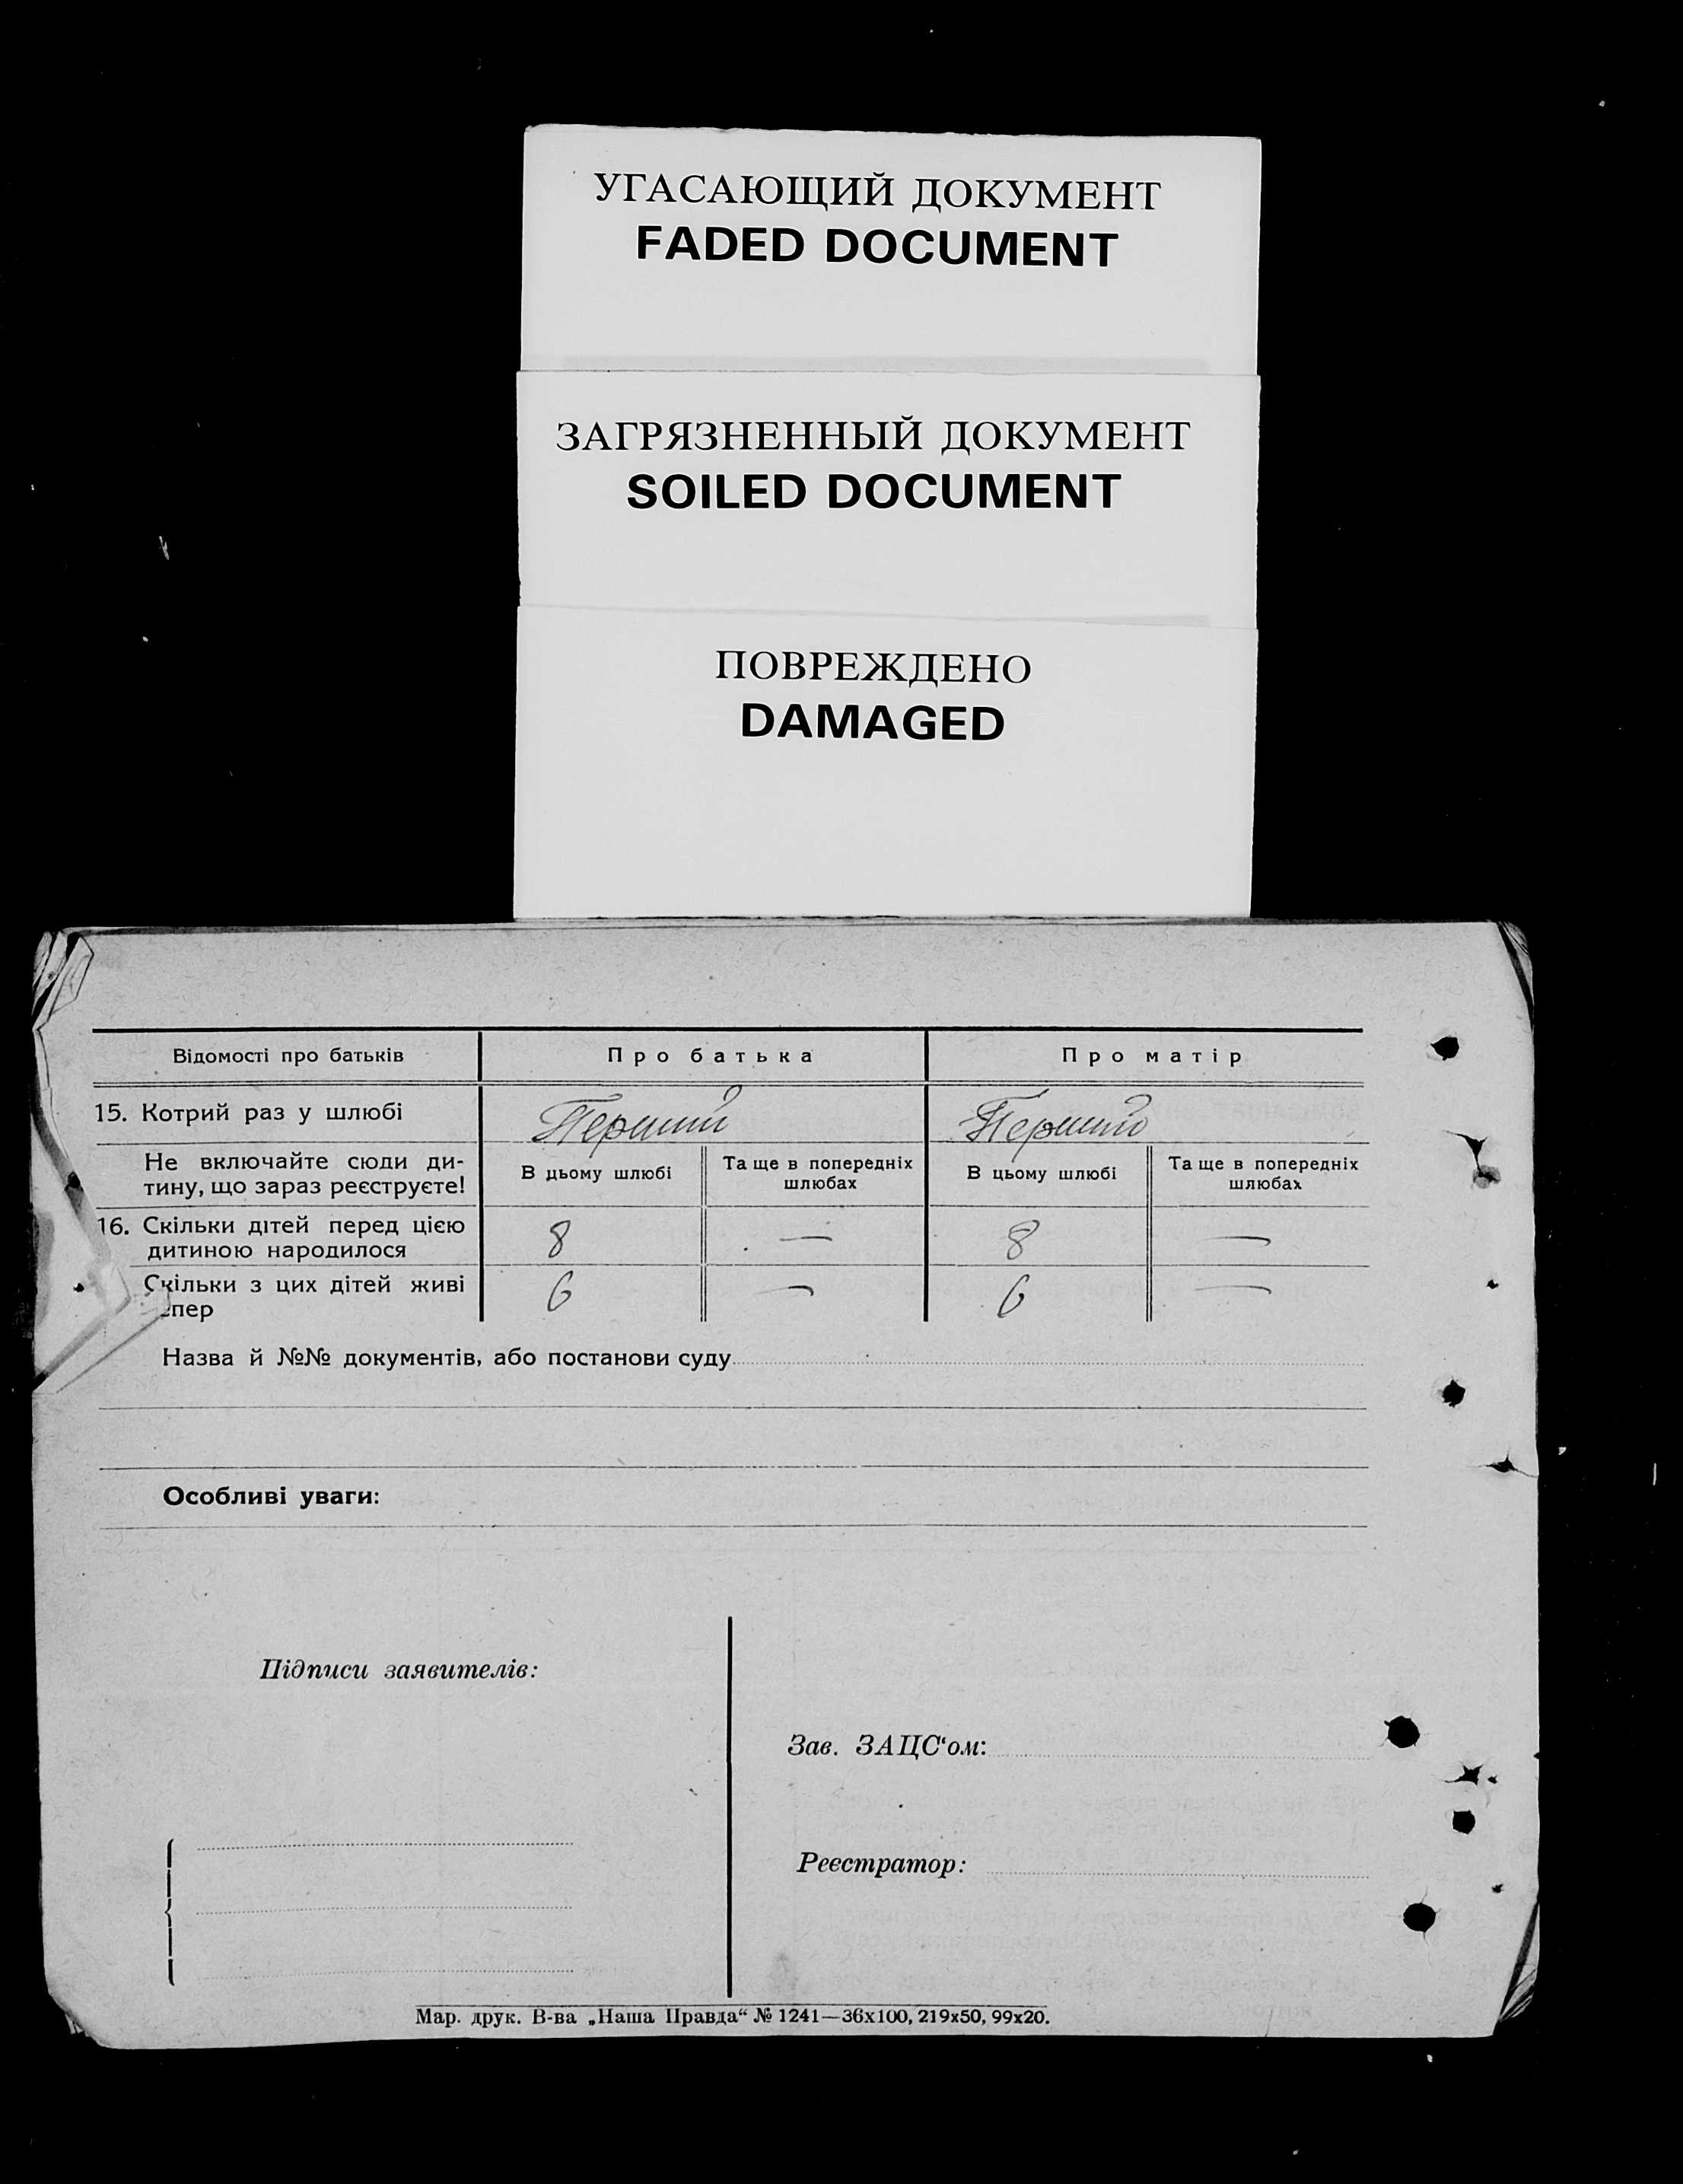 УГАСАЮЩИЙ ДОКУМЕНТ
FADED DOCUMENT
ЗАГРЯЗНЕННЫЙ ДОКУМЕНТ
SOILED DOCUMENT
ПОВРЕЖДЕНО
DAMAGED
Відомості про батьків Про батька Про матір
15. Котрий раз у шлюбі Перший Перший
Не включайте сюди ди-
тину, що зараз реєструєте!
В цьому шлюбі Та ще в попередніх В цьому шлюбі Та ще в попередніх
шлюбах шлюбах
16. Скільки дітей перед цією
дитиною народилося 8 — 8 —
Скільки з цих дітей живі
епер 6 — 6 —
Назва й №№ документів, або постанови суду
Особливі уваги:
Підписи заявителів:
Зав. ЗАЦС‘ом:
Реєстратор:
Мар. друк. В-ва „Наша Правда“ № 1241—36х100, 219х50, 99х20.